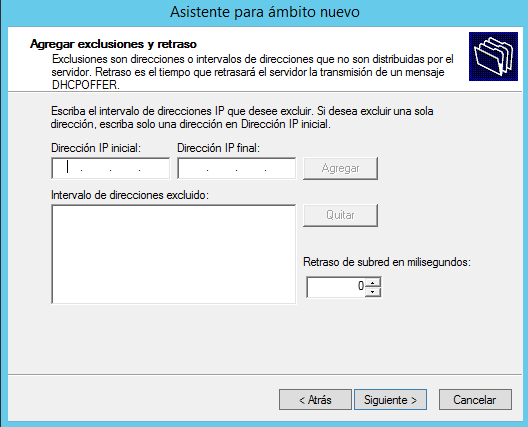 Asistente para ámbito nuevo
Agregar exclusiones y retraso
Exclusiones son direcciones o intervalos de direcciones que no son distribuidas por el
servidor. Retraso es el tiempo que retrasará el servidor la transmisión de un mensaje
DHCPOFFER.
Escriba el intervalo de direcciones IP que desee excluir. Si desea excluir una sola
dirección, escriba solo una dirección en Dirección IP inicial.
Dirección IP inicial: Dirección IP final:
. . . . . . Agregar
Intervalo de direcciones excluido:
Quitar
Retraso de subred en milisegundos:
0
< Atrás Siguiente > Cancelar